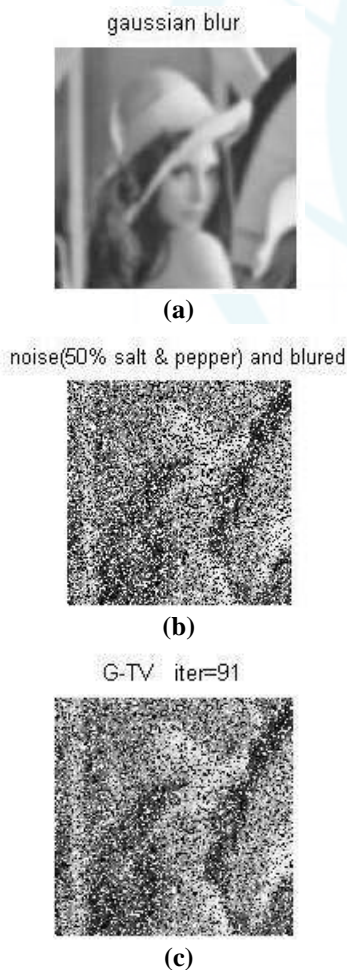 gaussian blur
(a)
noise(50% salt & pepper) and blured
(b)
G-TV iter=91
(c)